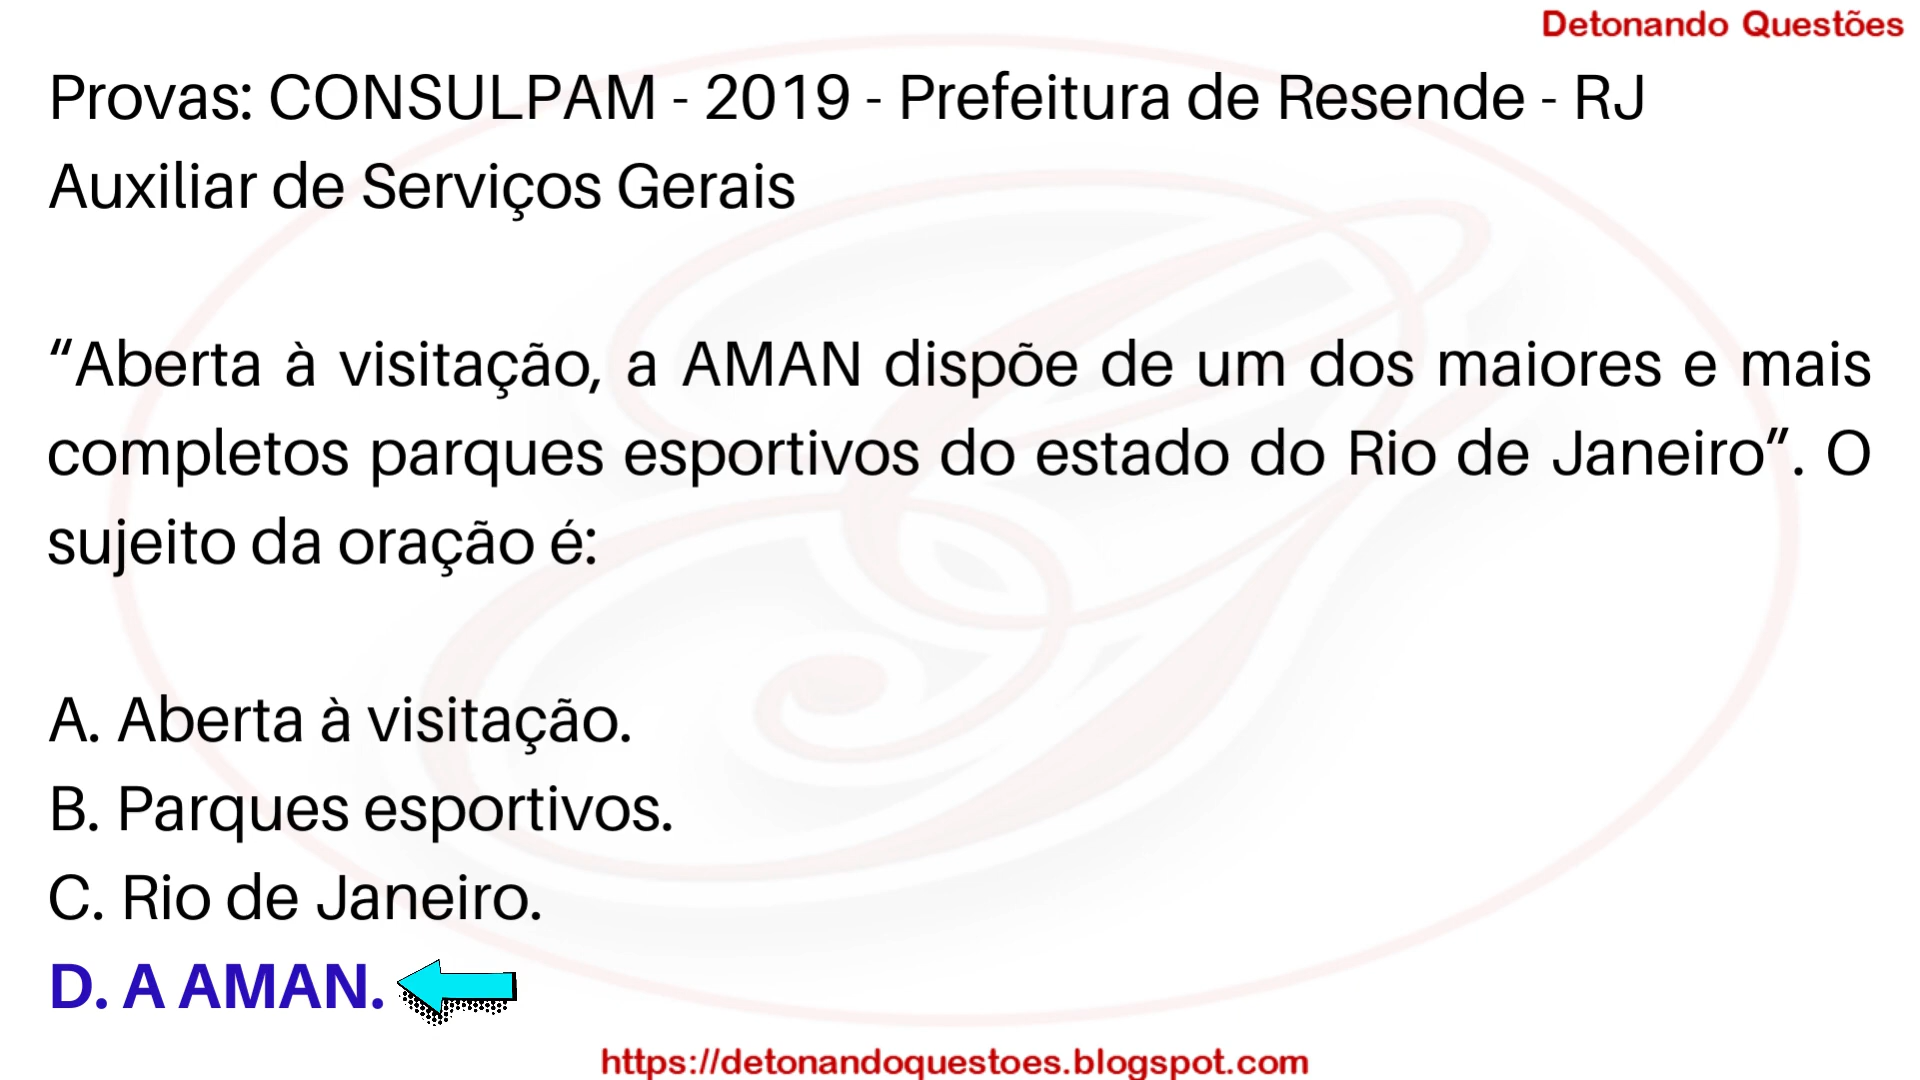 Detonando Questões
Provas: CONSULPAM - 2019 - Prefeitura de Resende - RJ
Auxiliar de Serviços Gerais
“Aberta à visitação, a AMAN dispõe de um dos maiores e mais
completos parques esportivos do estado do Rio de Janeiro”. O
sujeito da oração é:
A. Aberta à visitação.
B. Parques esportivos.
C. Rio de Janeiro.
D. A AMAN.
https://detonandoquestoes.blogspot.com